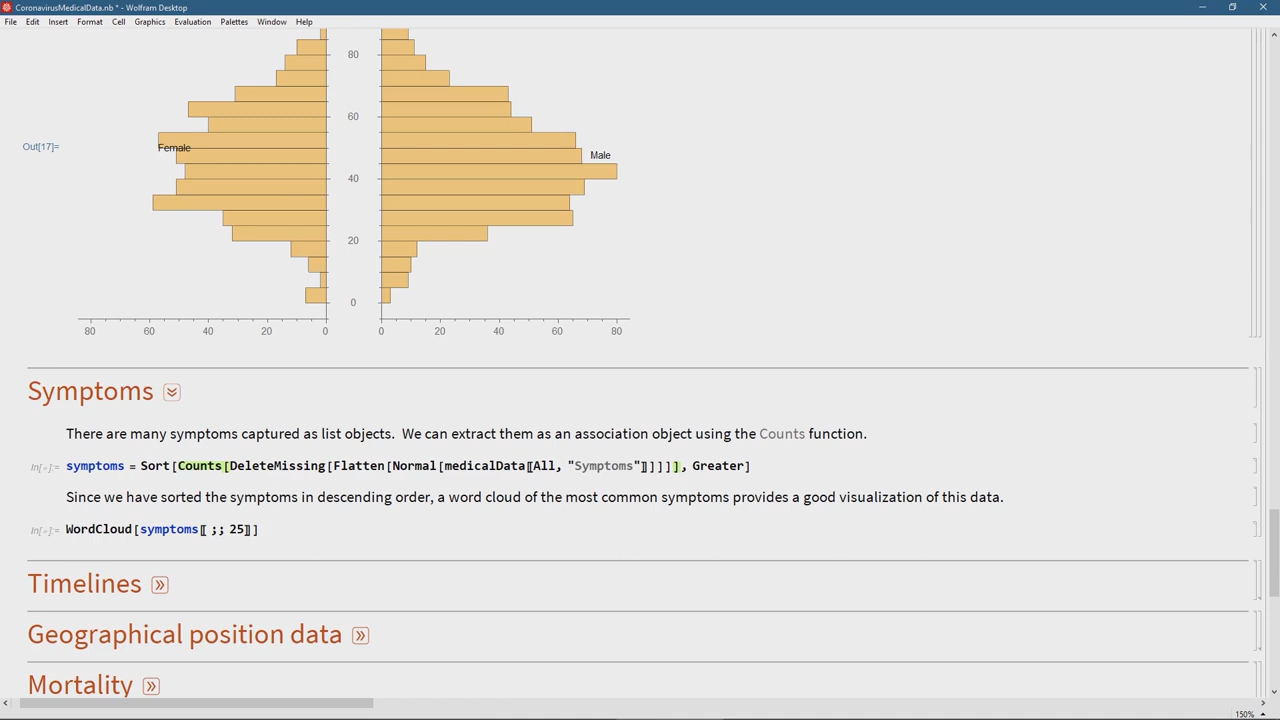 CoronavirusMedicalData.nb * - Wolfram Desktop
File Edit Insert Format Cell Graphics Evaluation Palettes Window Help
80
60
Out[17]=
Female
Male
40
20
0
80 60 40 20 0 0 20 40 60 80
Symptoms
There are many symptoms captured as list objects. We can extract them as an association object using the Counts function.
In[∘]:= symptoms = Sort[Counts[DeleteMissing[Flatten[Normal[medicalData〚All, "Symptoms"〛]]]], Greater]
Since we have sorted the symptoms in descending order, a word cloud of the most common symptoms provides a good visualization of this data.
In[∘]:= WordCloud[symptoms〚 ;; 25〛]
Timelines
Geographical position data
Mortality
150%